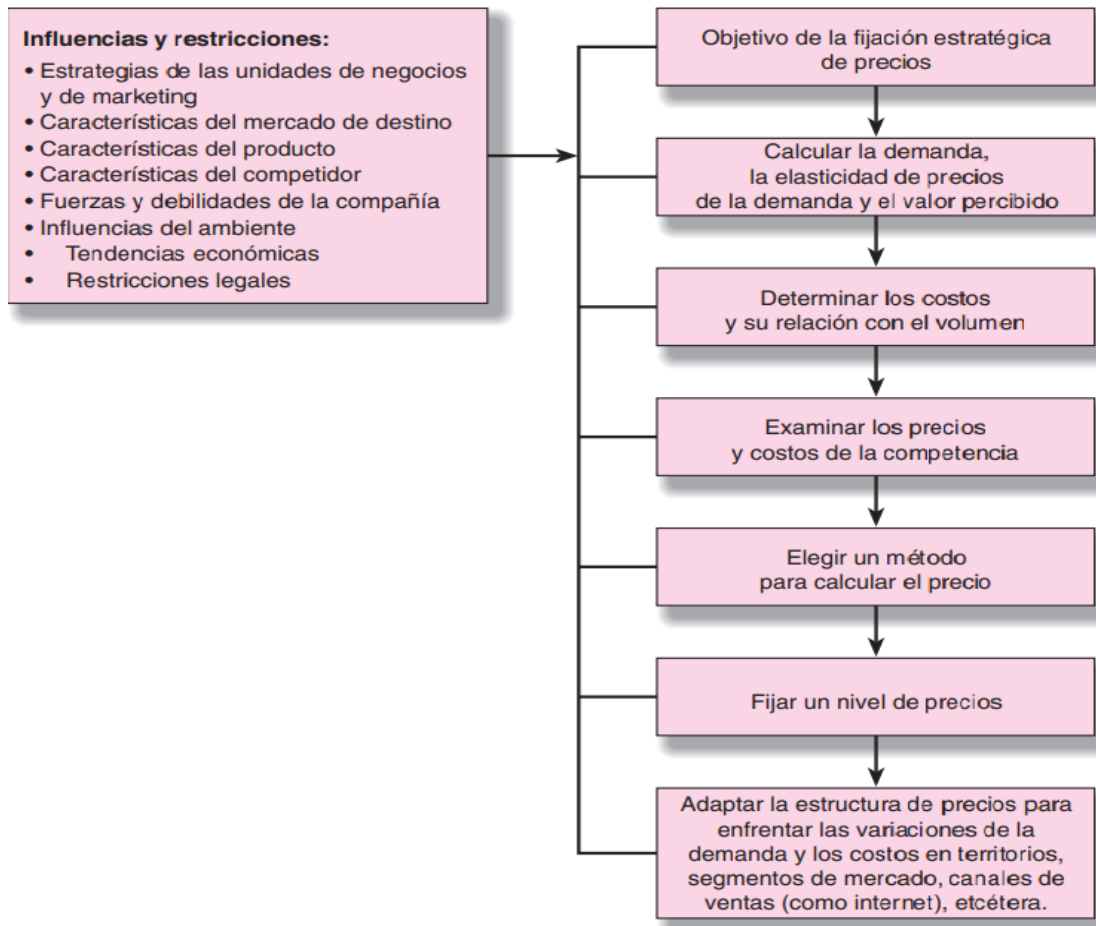 Influencias y restricciones:
• Estrategias de las unidades de negocios
y de marketing
• Características del mercado de destino
• Características del producto
• Características del competidor
• Fuerzas y debilidades de la compañía
• Influencias del ambiente
• Tendencias económicas
• Restricciones legales
Objetivo de la fijación estratégica
de precios
Calcular la demanda,
la elasticidad de precios
de la demanda y el valor percibido
Determinar los costos
y su relación con el volumen
Examinar los precios
y costos de la competencia
Elegir un método
para calcular el precio
Fijar un nivel de precios
Adaptar la estructura de precios para
enfrentar las variaciones de la
demanda y los costos en territorios,
segmentos de mercado, canales de
ventas (como internet), etcétera.